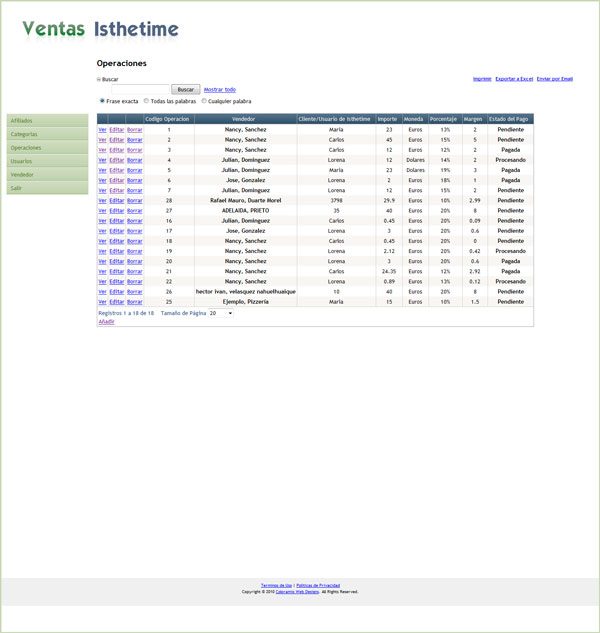 Ventas Isthetime
Operaciones
Buscar
Imprimir Exportar a Excel Enviar por Email
Buscar Mostrar todo
Frase exacta Todas las palabras Cualquier palabra
Afiliados
Categorias
Operaciones
Usuarios
Vendedor
Salir
Codigo Operacion Vendedor Cliente/Usuario de Isthetime Importe Moneda Porcentaje Margen Estado del Pago
Ver Editar Borrar 1 Nancy, Sanchez Maria 23 Euros 13% 2 Pendiente
Ver Editar Borrar 2 Nancy, Sanchez Carlos 45 Euros 15% 5 Pendiente
Ver Editar Borrar 3 Nancy, Sanchez Carlos 12 Euros 12% 2 Pagada
Ver Editar Borrar 4 Julian, Dominguez Lorena 12 Dolares 14% 2 Procesando
Ver Editar Borrar 5 Julian, Dominguez Maria 23 Dolares 19% 3 Pagada
Ver Editar Borrar 6 Jose, Gonzalez Lorena 2 Euros 18% 1 Pagada
Ver Editar Borrar 7 Julian, Dominguez Lorena 12 Euros 15% 2 Pendiente
Ver Editar Borrar 28 Rafael Mauro, Duarte Morel 3798 29.9 Euros 10% 2.99 Pendiente
Ver Editar Borrar 27 ADELAIDA, PRIETO 35 40 Euros 20% 8 Pendiente
Ver Editar Borrar 16 Julian, Dominguez Carlos 0.45 Euros 20% 0.09 Pendiente
Ver Editar Borrar 17 Jose, Gonzalez Lorena 3 Euros 20% 0.6 Pendiente
Ver Editar Borrar 18 Nancy, Sanchez Carlos 0.45 Euros 20% 0 Pendiente
Ver Editar Borrar 19 Nancy, Sanchez Lorena 2.12 Euros 20% 0.42 Procesando
Ver Editar Borrar 20 Nancy, Sanchez Lorena 3 Euros 20% 0.6 Pagada
Ver Editar Borrar 21 Nancy, Sanchez Carlos 24.35 Euros 12% 2.92 Pagada
Ver Editar Borrar 22 Nancy, Sanchez Lorena 0.89 Euros 13% 0.12 Procesando
Ver Editar Borrar 26 hector ivan, velasquez nahuelhuaique 10 40 Euros 20% 8 Pendiente
Ver Editar Borrar 25 Ejemplo, Pizzeria Maria 15 Euros 10% 1.5 Pendiente
Registros 1 a 18 de 18 Tamaño de Página 20
Añadir
Terminos de Uso | Politicas de Privacidad
Copyright © 2010 Coloramic Web Designs. All Rights Reserved.